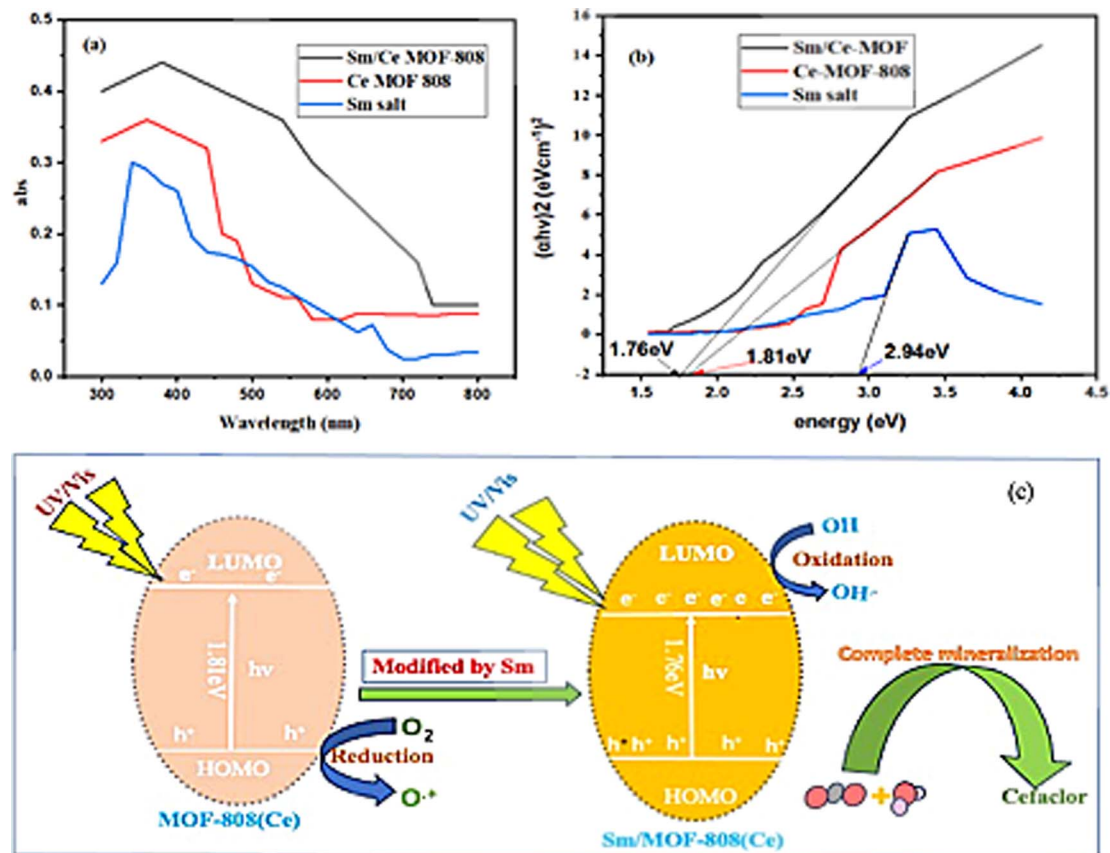 (a)
Sm/Ce MOF-808
Ce MOF 808
Sm salt
abs
0.5
0.4
0.3
0.2
0.1
0.0
300 400 500 600 700 800
Wavelength (nm)
(b)
Sm/Ce-MOF
Ce-MOF-808
Sm salt
(αhv)2 (eVcm⁻¹)²
16
14
12
10
8
6
4
2
0
-2
1.76eV
1.81eV
2.94eV
1.5 2.0 2.5 3.0 3.5 4.0 4.5
energy (eV)
(c)
UV/Vis
LUMO
e⁻ e⁻
1.81eV
hv
h⁺ h⁺
HOMO
MOF-808(Ce)
O₂
Reduction
O·⁺
Modified by Sm
UV/Vis
LUMO
e⁻ e⁻ e⁻ e⁻ e e⁻
1.76eV
hv
h⁺ h⁺ h⁺ h⁺ h⁺
HOMO
Sm/MOF-808(Ce)
OH
Oxidation
OH·
Complete mineralization
+
Cefaclor